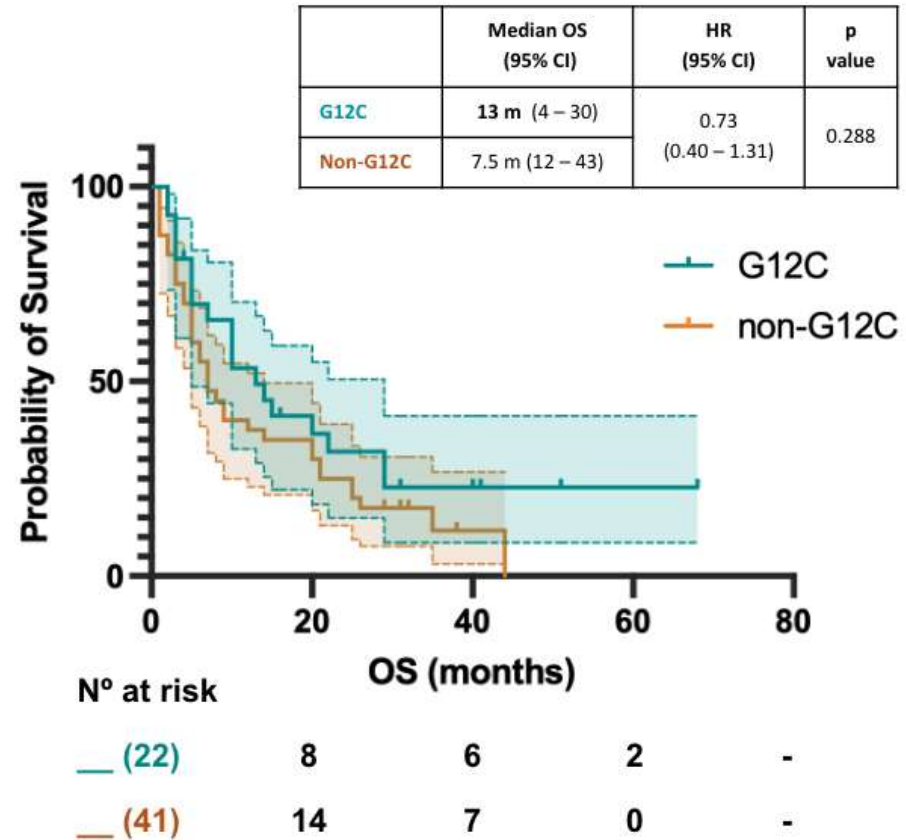 Median OS (95% CI) HR (95% CI) p value
G12C 13 m (4 – 30) 0.73 (0.40 – 1.31) 0.288
Non-G12C 7.5 m (12 – 43)
Probability of Survival
100
50
0
G12C
non-G12C
0 20 40 60 80
OS (months)
Nº at risk
__ (22) 8 6 2 -
__ (41) 14 7 0 -